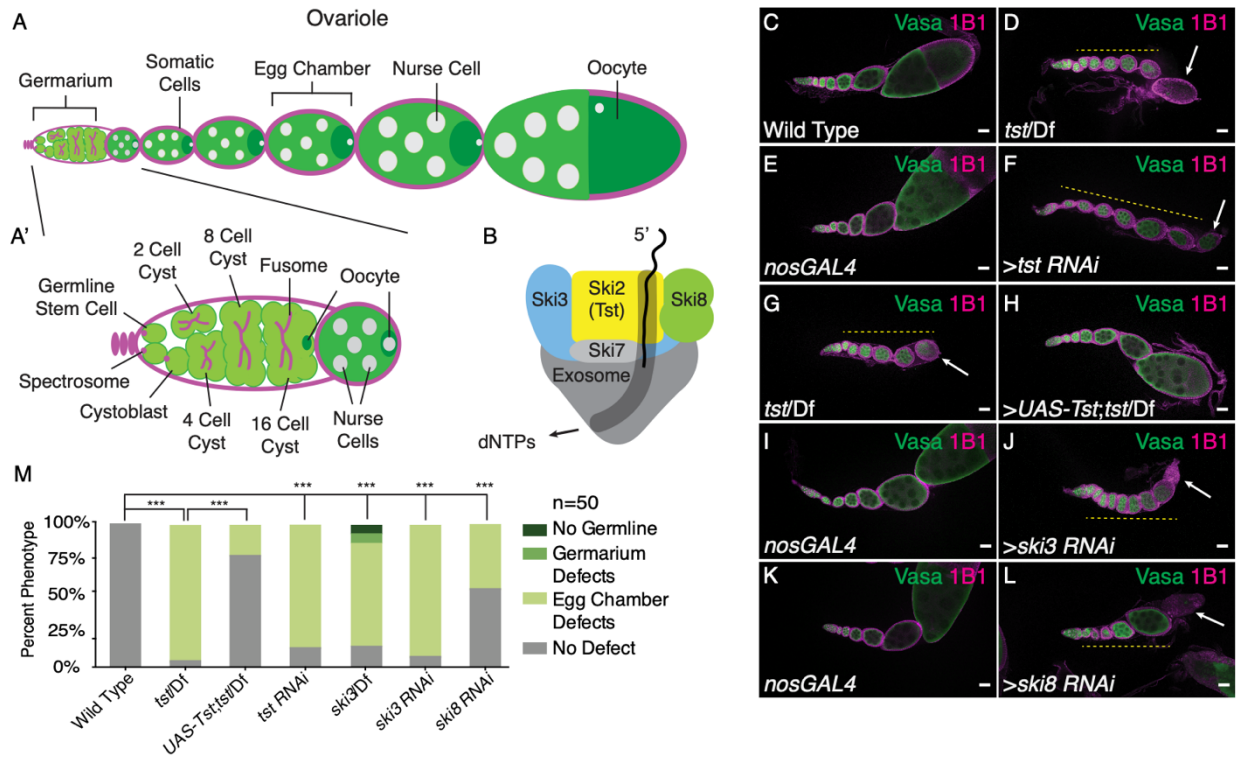 A
Ovariole
Germarium
Somatic
Cells
Egg Chamber
Nurse Cell
Oocyte
A'
2 Cell
Cyst
8 Cell
Cyst
Fusome
Oocyte
Germline
Stem Cell
Spectrosome
Cystoblast
4 Cell
Cyst
16 Cell
Cyst
Nurse
Cells
B
5’
Ski3
Ski2
(Tst)
Ski8
Ski7
Exosome
dNTPs
C
Vasa 1B1
Wild Type
D
Vasa 1B1
tst/Df
E
Vasa 1B1
nosGAL4
F
Vasa 1B1
>tst RNAi
G
Vasa 1B1
tst/Df
H
Vasa 1B1
>UAS-Tst;tst/Df
I
Vasa 1B1
nosGAL4
J
Vasa 1B1
>ski3 RNAi
K
Vasa 1B1
nosGAL4
L
Vasa 1B1
>ski8 RNAi
M
*** *** *** *** *** ***
n=50
No Germline
Germarium
Defects
Egg Chamber
Defects
No Defect
Percent Phenotype
100%
75%
50%
25%
0%
Wild Type
tst/Df
UAS-Tst;tst/Df
tst RNAi
ski3/Df
ski3 RNAi
ski8 RNAi